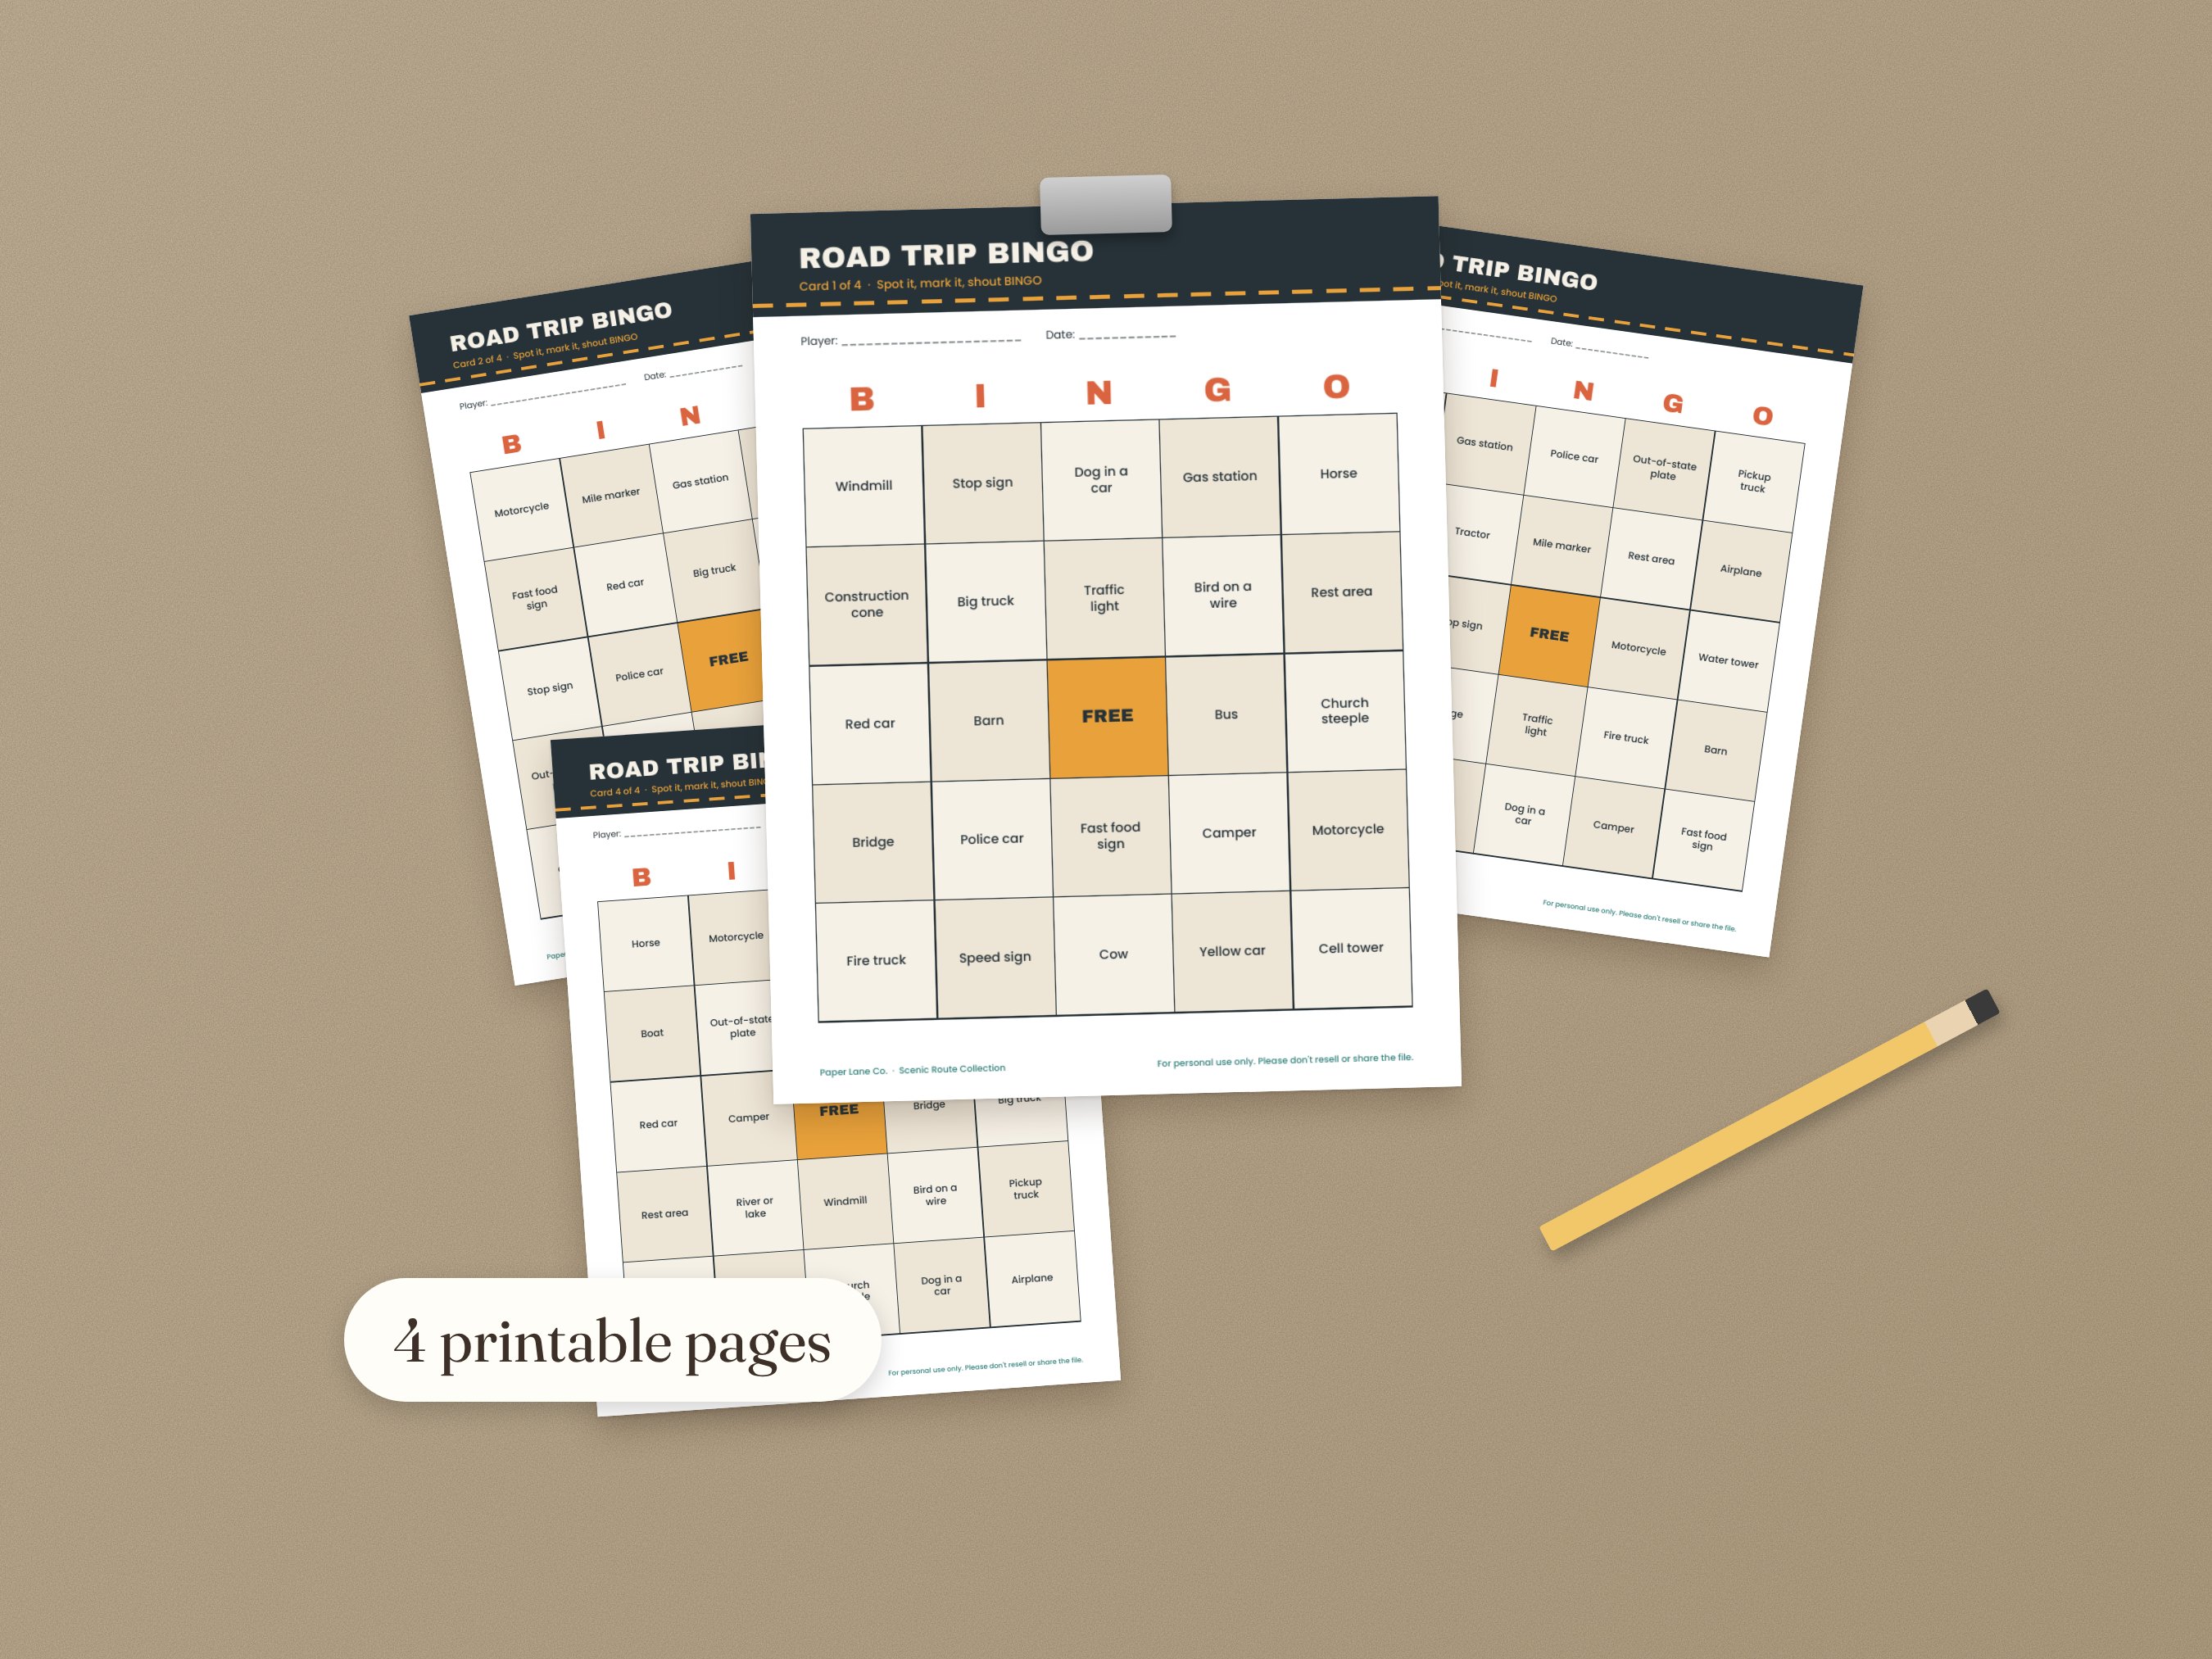 ROAD TRIP BINGO
Card 1 of 4 · Spot it, mark it, shout BINGO
Player:
Date:
B I N G O
Windmill
Stop sign
Dog in a
car
Gas station
Horse
Construction
cone
Big truck
Traffic
light
Bird on a
wire
Rest area
Red car
Barn
FREE
Bus
Church
steeple
Bridge
Police car
Fast food
sign
Camper
Motorcycle
Fire truck
Speed sign
Cow
Yellow car
Cell tower
Paper Lane Co. · Scenic Route Collection
For personal use only. Please don't resell or share the file.
ROAD TRIP BINGO
Card 2 of 4 · Spot it, mark it, shout BINGO
Player:
Date:
B I N
Motorcycle
Mile marker
Gas station
Fast food
sign
Red car
Big truck
Stop sign
Police car
FREE
TRIP BINGO
it, mark it, shout BINGO
Date:
I N G O
Gas station
Police car
Out-of-state
plate
Pickup
truck
Tractor
Mile marker
Rest area
Airplane
sign
FREE
Motorcycle
Water tower
Traffic
light
Fire truck
Barn
Dog in a
car
Camper
Fast food
sign
For personal use only. Please don't resell or share the file.
ROAD TRIP
Card 4 of 4 · Spot it, mark it, shout
Player:
B I
Horse
Motorcycle
Boat
Out-of-state
plate
Red car
Camper
FREE
Bridge
Big truck
Rest area
River or
lake
Windmill
Bird on a
wire
Pickup
truck
Dog in a
car
Airplane
For personal use only. Please don't resell or share the file.
4 printable pages